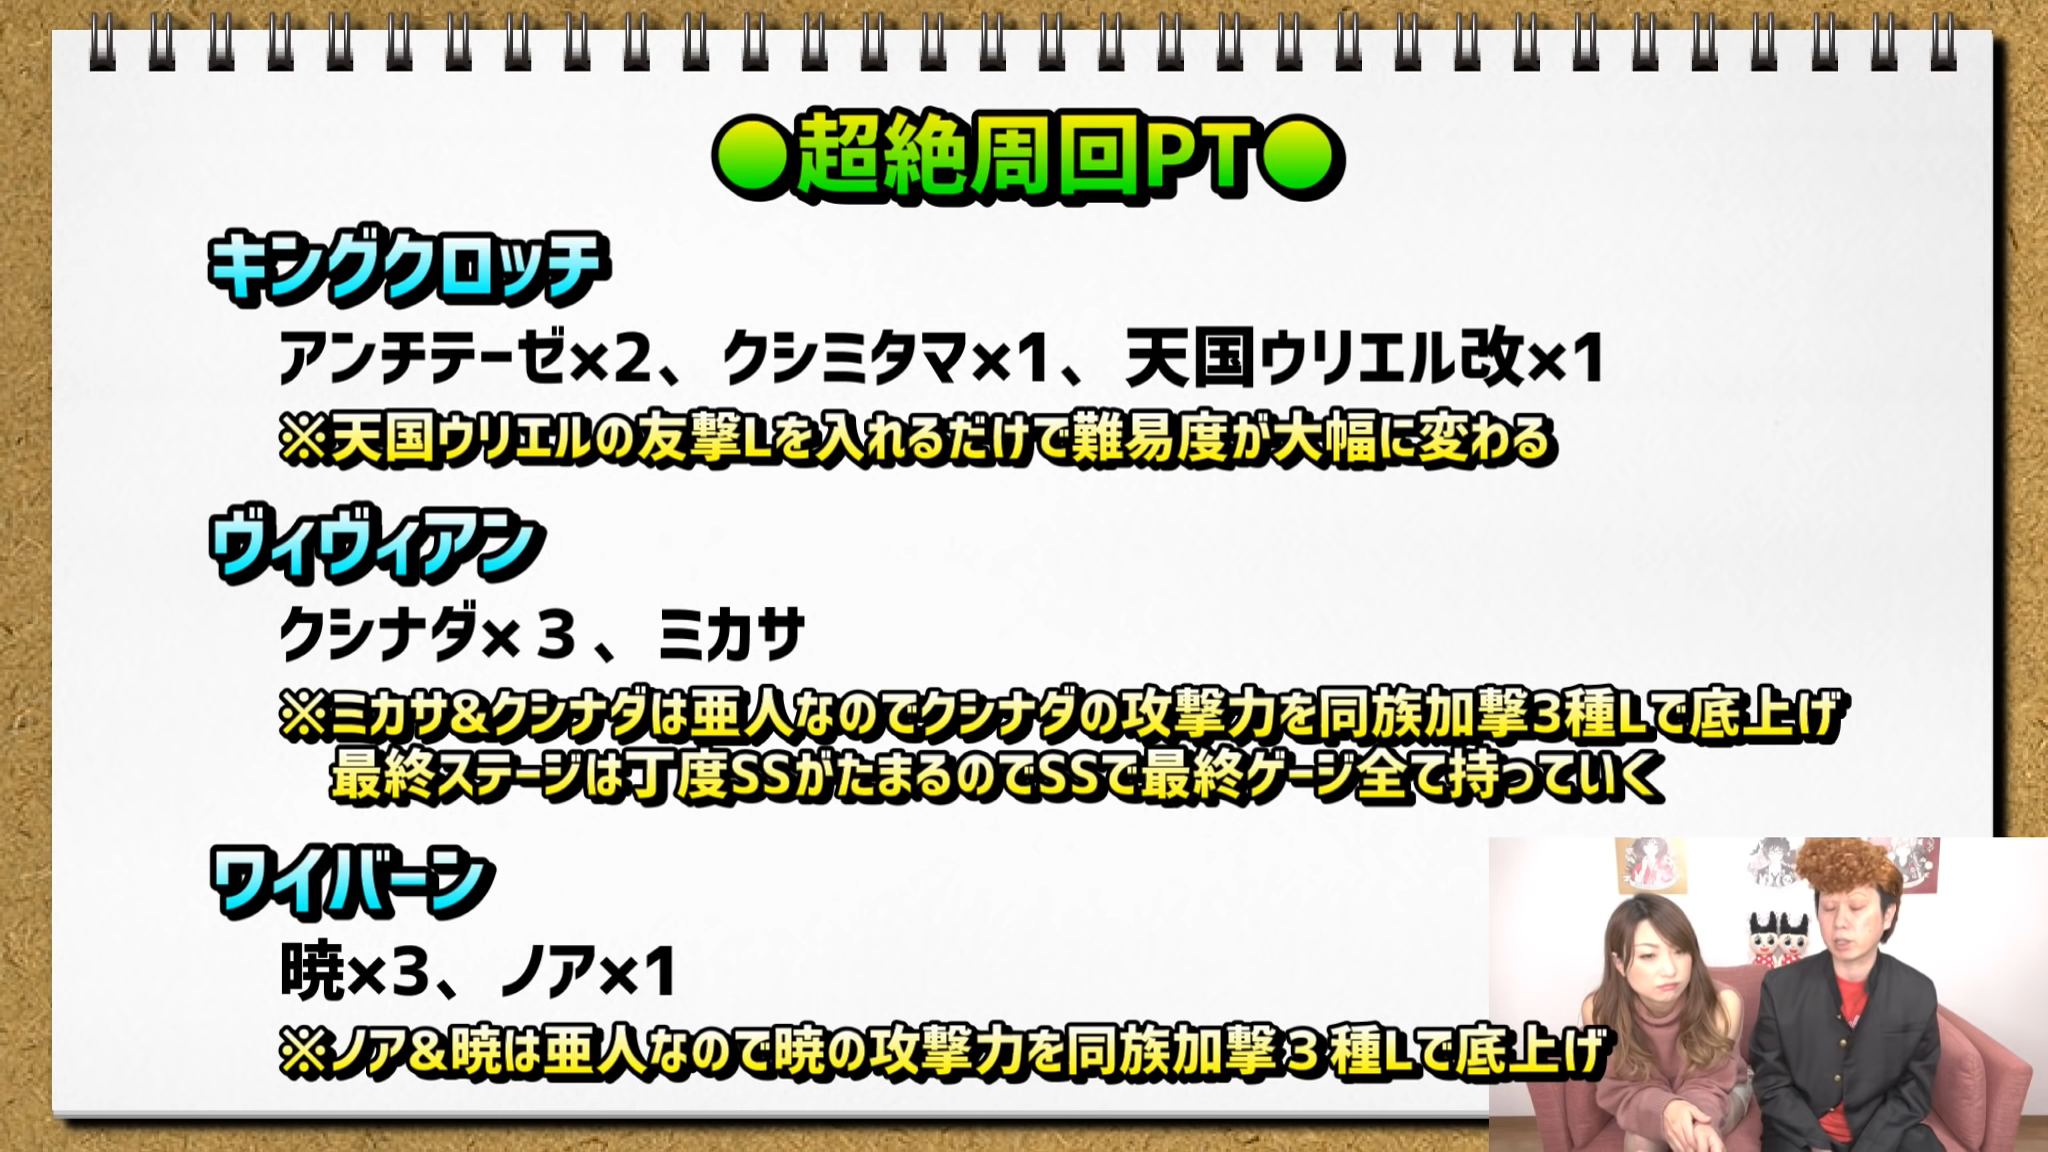 ●超絶周回PT●
キングクロッチ
アンチテーゼ×2、クシミタマ×1、天国ウリエル改×1
※天国ウリエルの友撃Lを入れるだけで難易度が大幅に変わる
ヴィヴィアン
クシナダ×３、ミカサ
※ミカサ&クシナダは亜人なのでクシナダの攻撃力を同族加撃3種Lで底上げ
最終ステージは丁度SSがたまるのでSSで最終ゲージ全て持っていく
ワイバーン
暁×3、ノア×1
※ノア&暁は亜人なので暁の攻撃力を同族加撃３種Lで底上げ